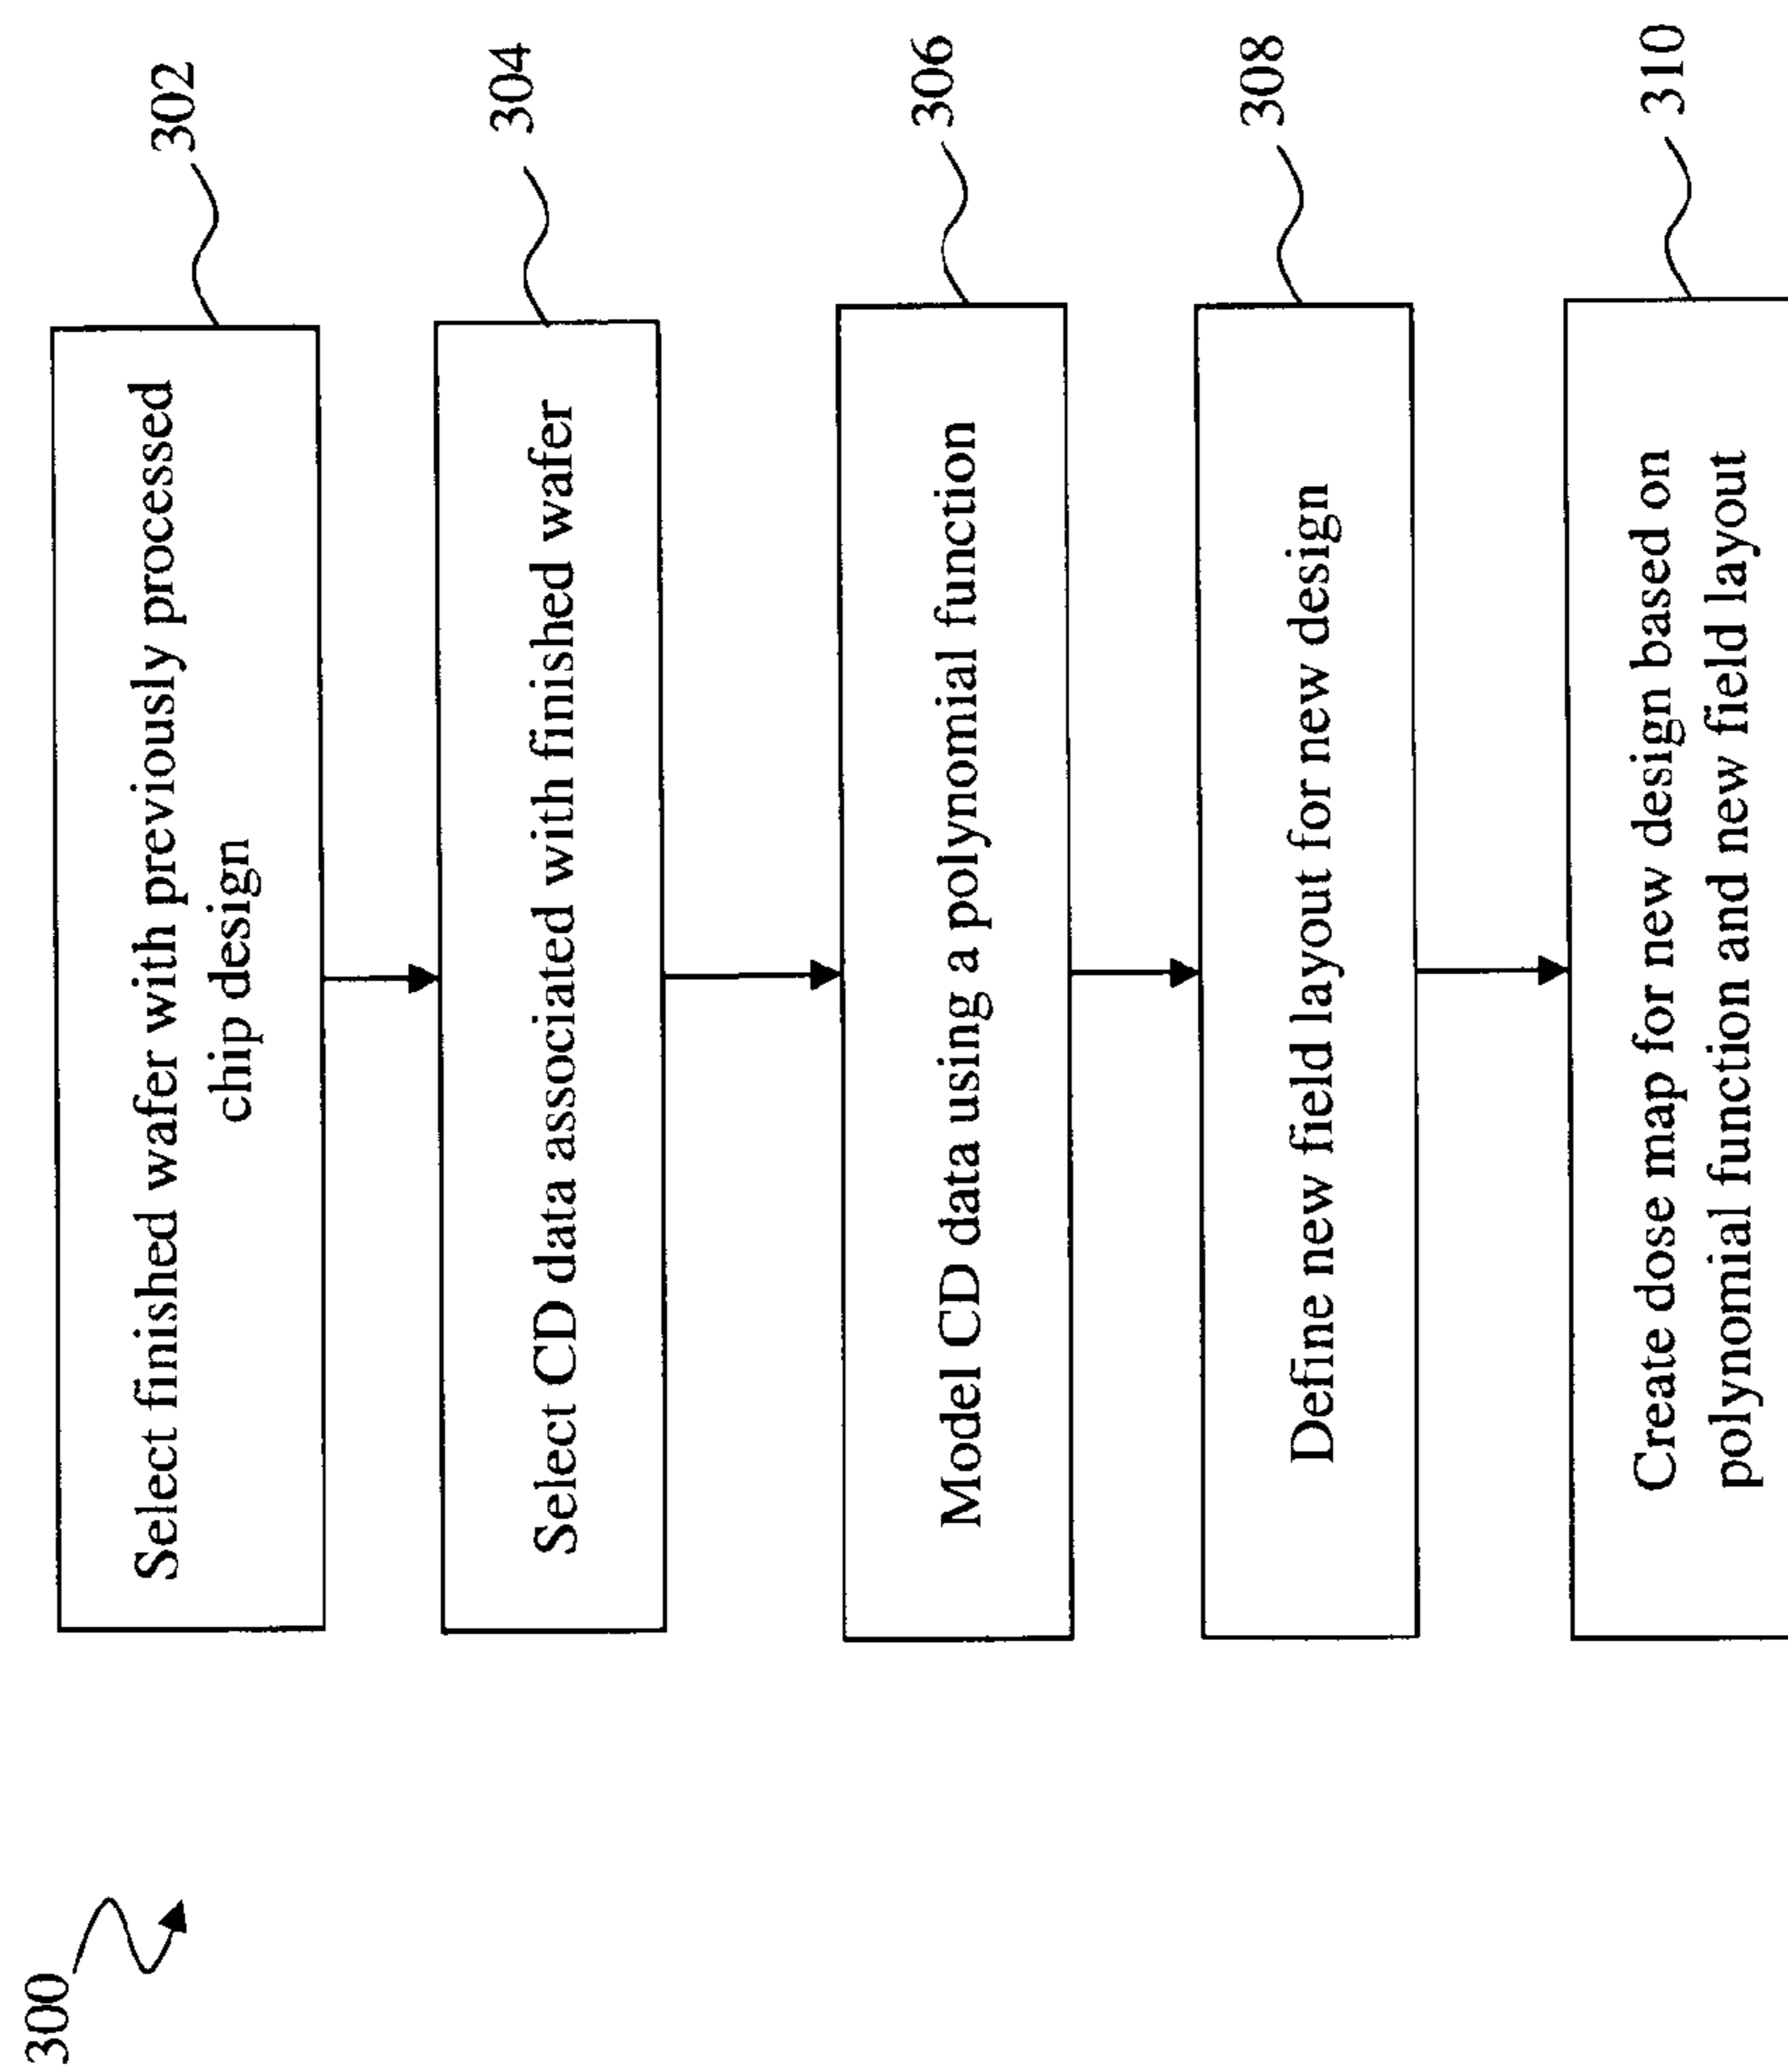 300
Select finished wafer with previously processed
chip design
302
Select CD data associated with finished wafer
304
Model CD data using a polynomial function
306
Define new field layout for new design
308
Create dose map for new design based on
polynomial function and new field layout
310